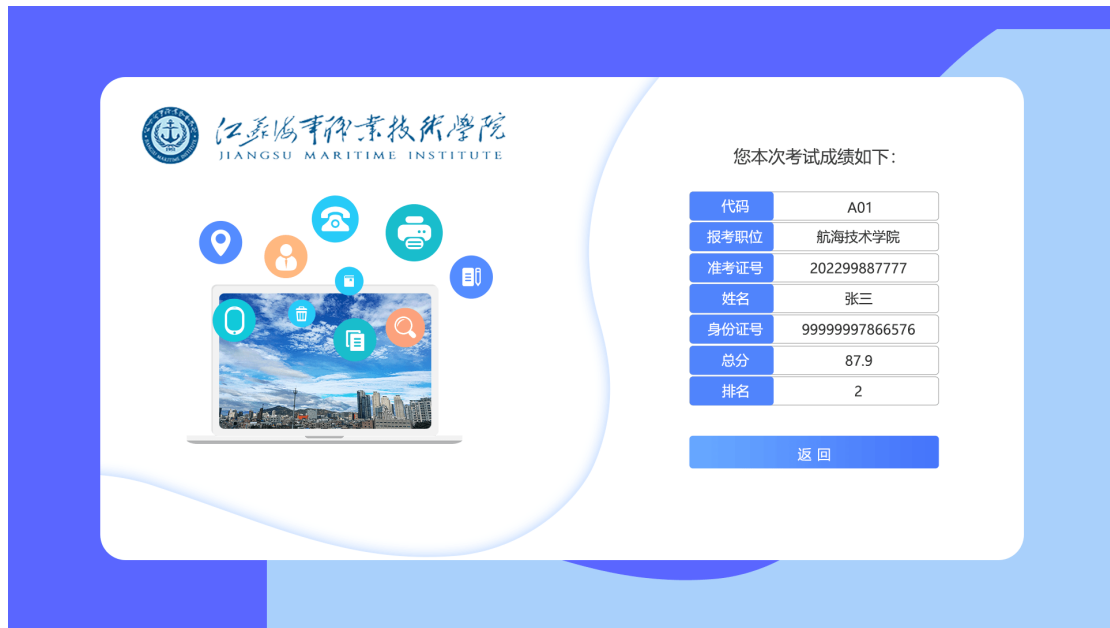 江苏海事职业技术学院
JIANGSU MARITIME INSTITUTE
您本次考试成绩如下：
代码 A01
报考职位 航海技术学院
准考证号 202299887777
姓名 张三
身份证号 99999997866576
总分 87.9
排名 2
返 回